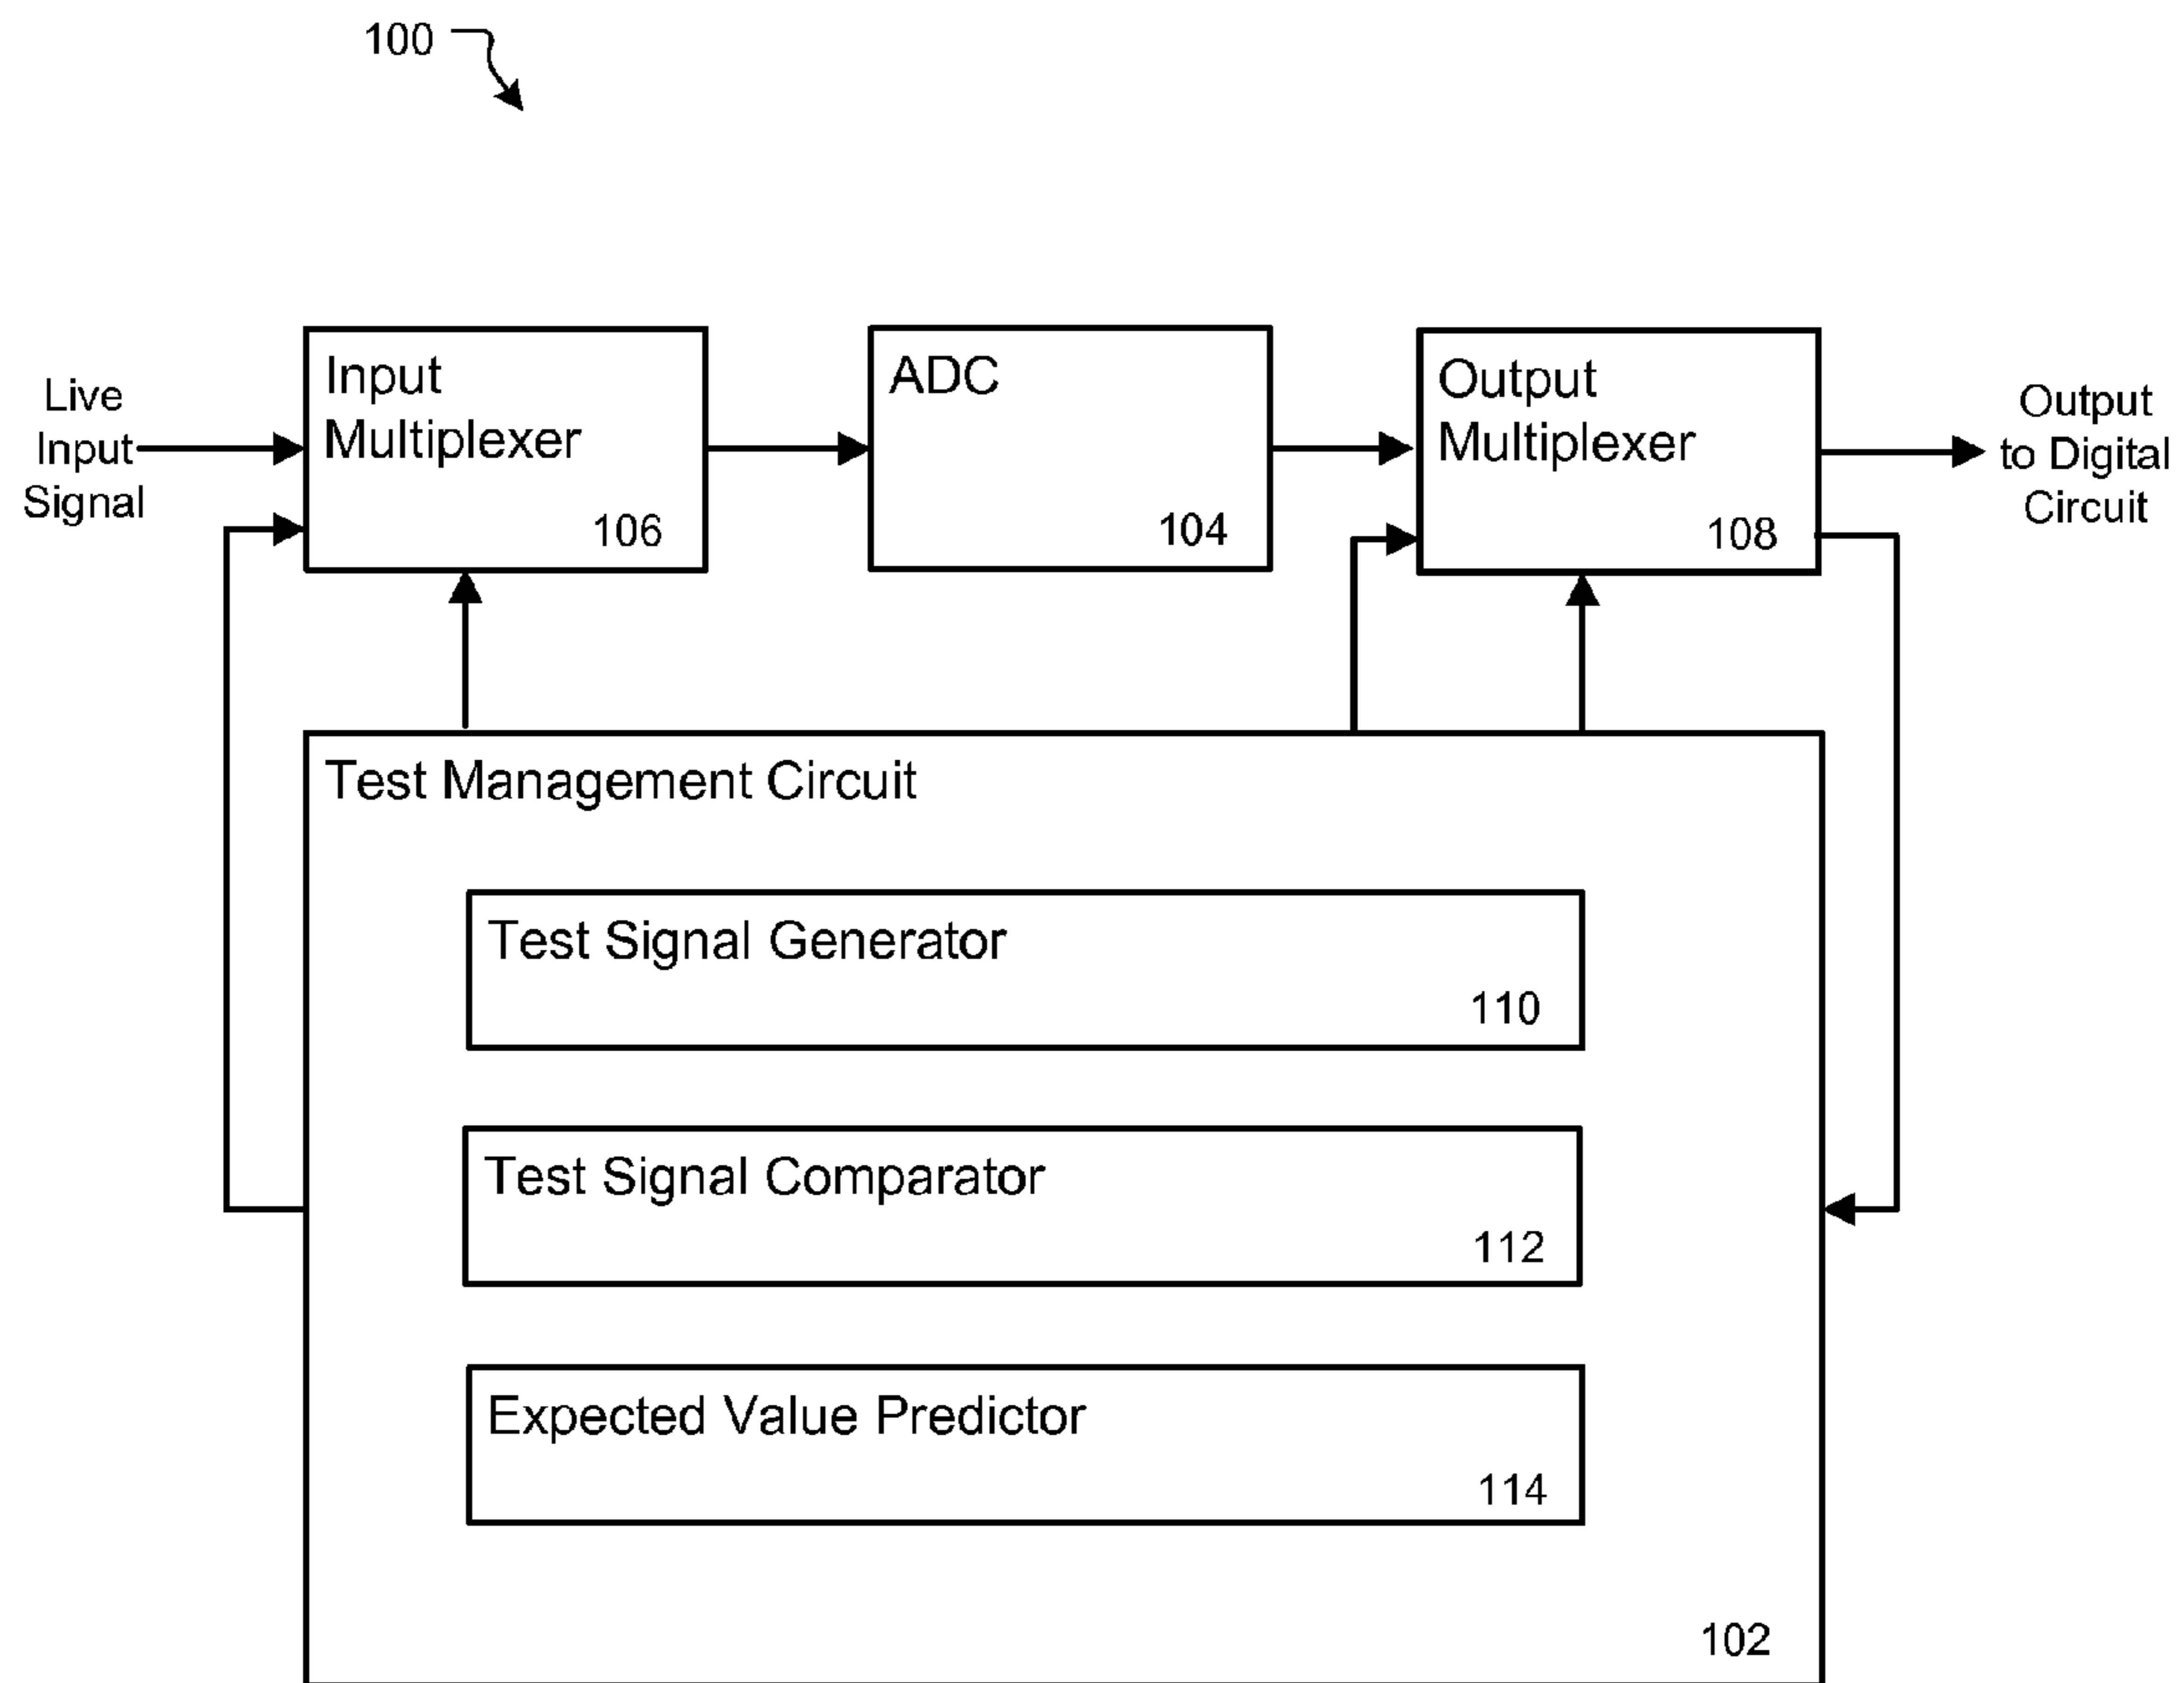 100
Live
Input
Signal
Input
Multiplexer
106
ADC
104
Output
Multiplexer
108
Output
to Digital
Circuit
Test Management Circuit
Test Signal Generator
110
Test Signal Comparator
112
Expected Value Predictor
114
102